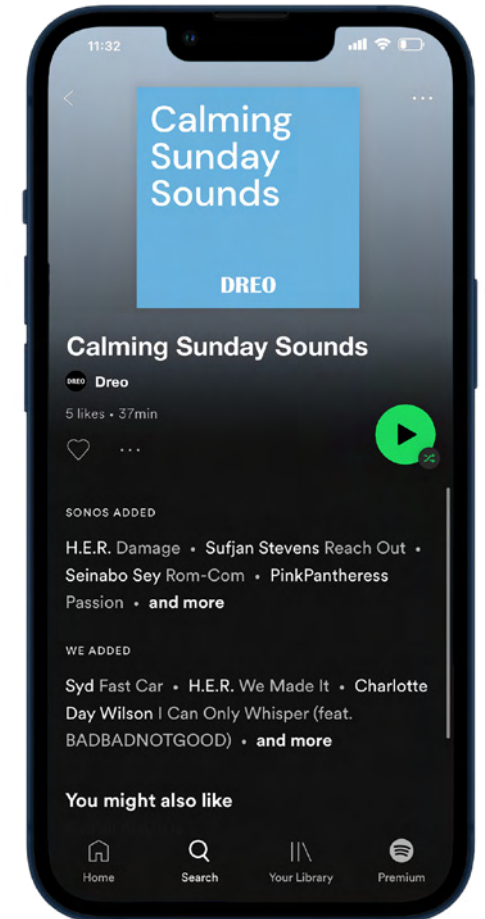 11:32
Calming
Sunday
Sounds
DREO
Calming Sunday Sounds
DREO Dreo
5 likes • 37min
SONOS ADDED
H.E.R. Damage • Sufjan Stevens Reach Out •
Seinabo Sey Rom-Com • PinkPantheress
Passion • and more
WE ADDED
Syd Fast Car • H.E.R. We Made It • Charlotte
Day Wilson I Can Only Whisper (feat.
BADBADNOTGOOD) • and more
You might also like
Home
Search
Your Library
Premium